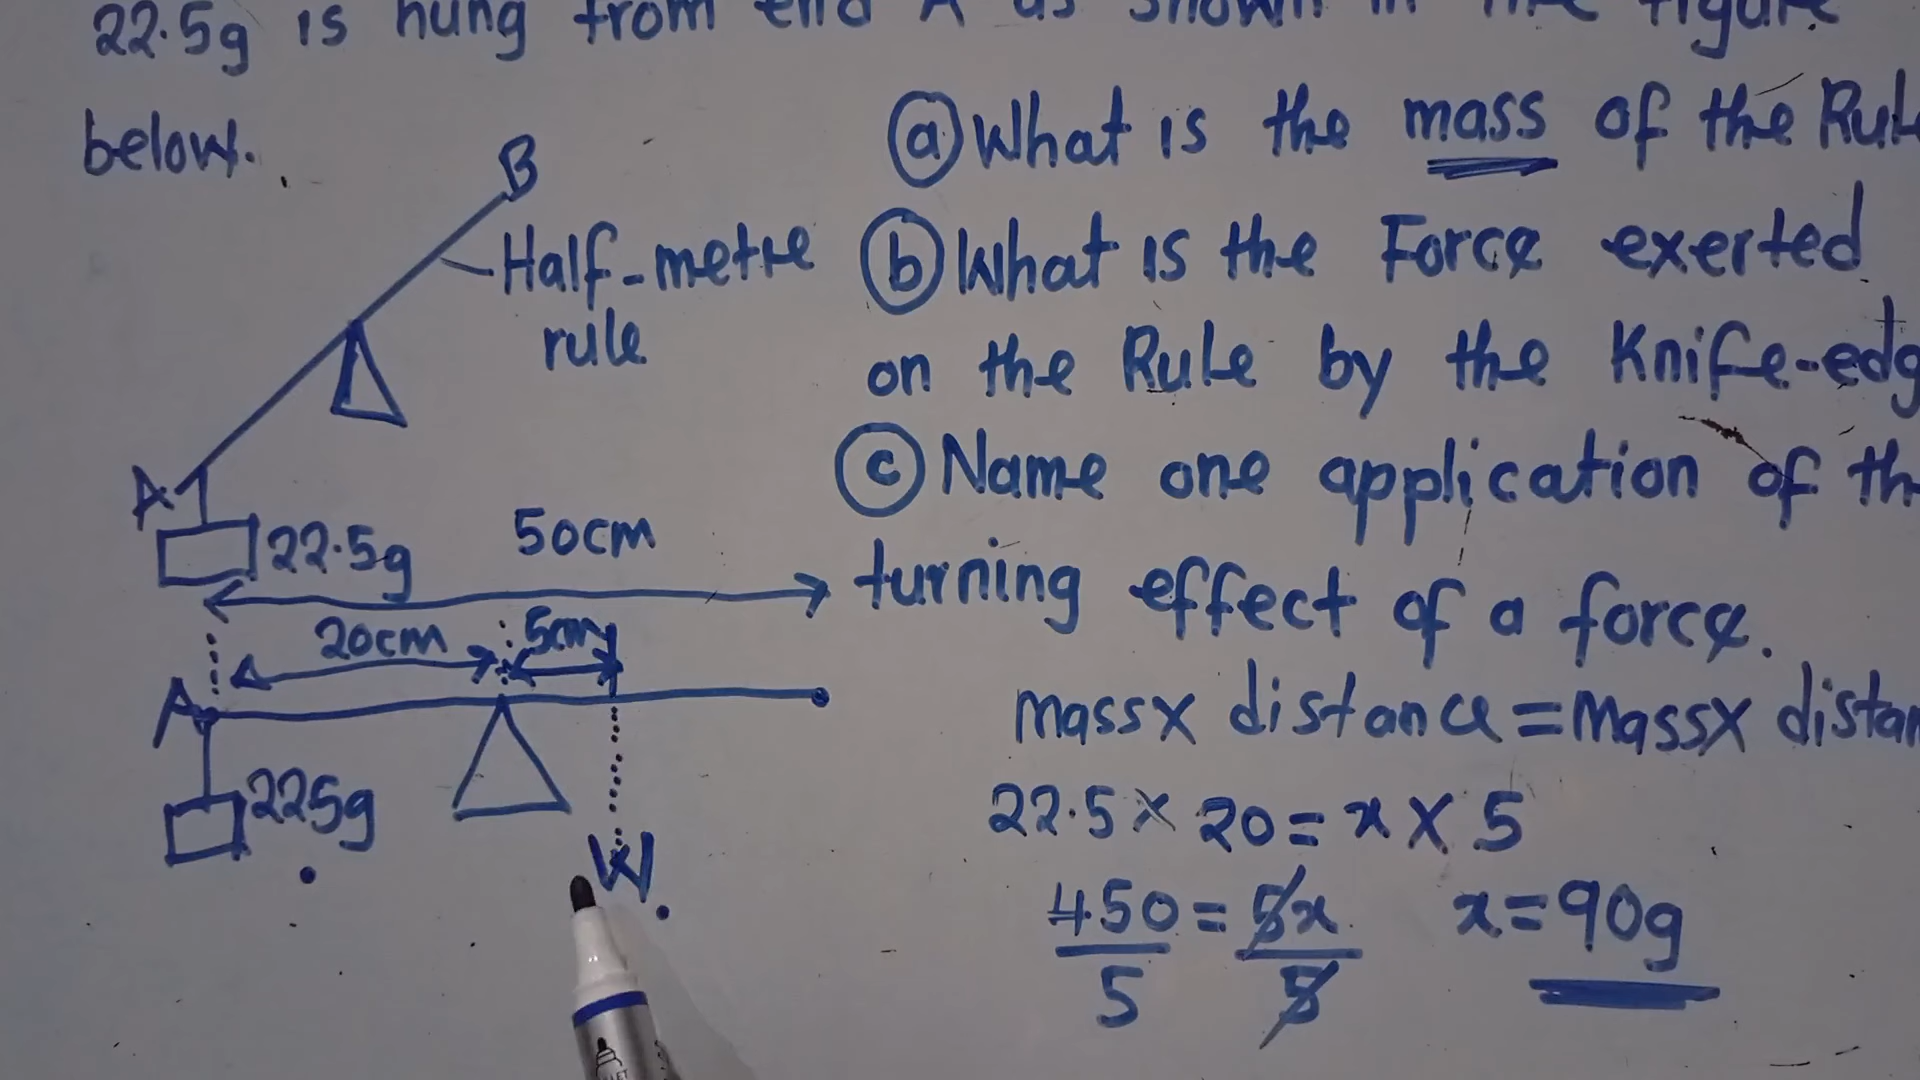 22.5g is hung from end A as shown in the figure
below.
B
Half-metre
rule
A
22.5g
50cm
20cm
5cm
A
225g
W
(a) What is the mass of the Rule
(b) What is the Force exerted
on the Rule by the Knife-edg
(c) Name one application of th
turning effect of a force.
massx distance = Massx distan
22.5 x 20 = x X 5
450 = 5x x = 90g
5 5